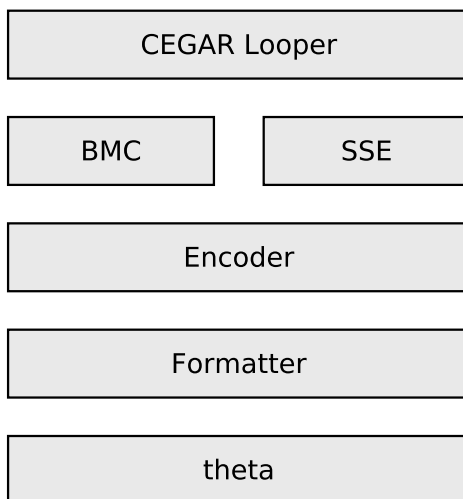 CEGAR Looper
BMC
SSE
Encoder
Formatter
theta